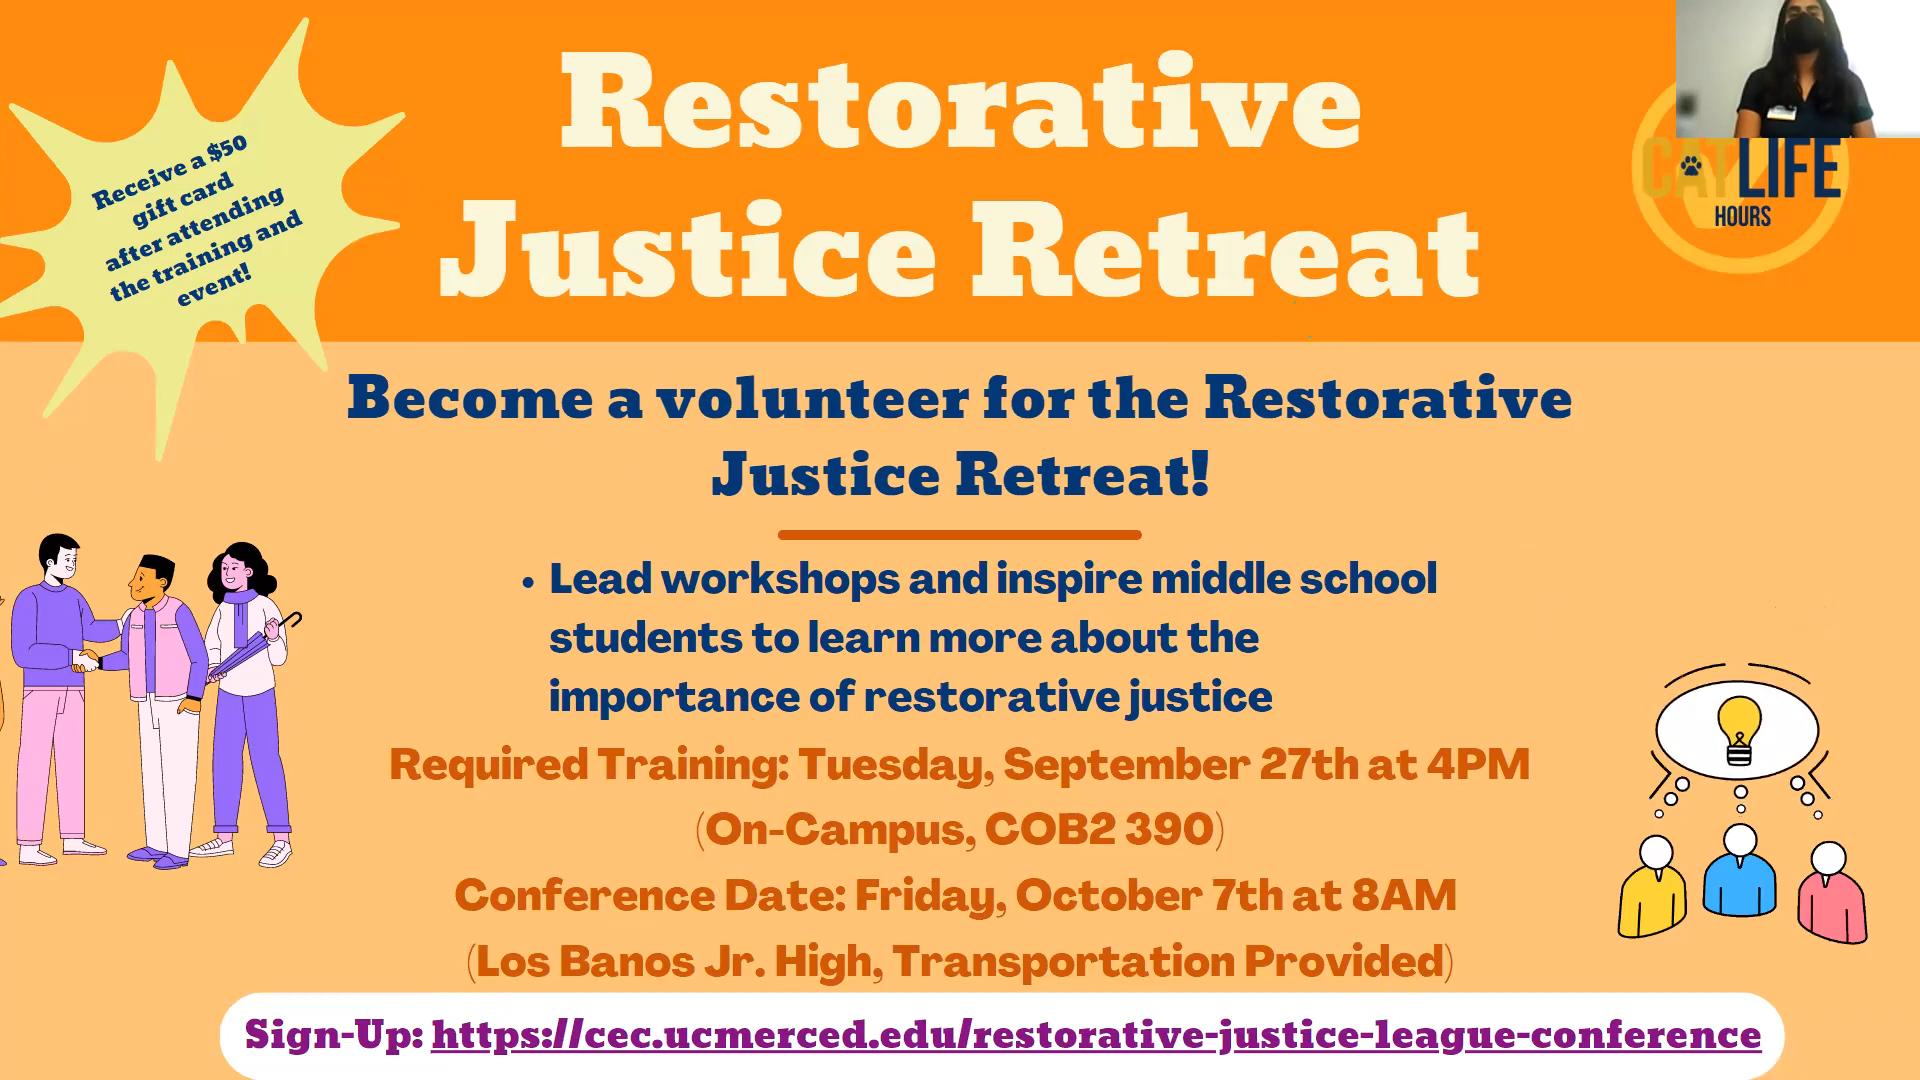 Restorative
Justice Retreat
Receive a $50
gift card
after attending
the training and
event!
CATLIFE
HOURS
Become a volunteer for the Restorative
Justice Retreat!
• Lead workshops and inspire middle school
students to learn more about the
importance of restorative justice
Required Training: Tuesday, September 27th at 4PM
(On-Campus, COB2 390)
Conference Date: Friday, October 7th at 8AM
(Los Banos Jr. High, Transportation Provided)
Sign-Up: https://cec.ucmerced.edu/restorative-justice-league-conference